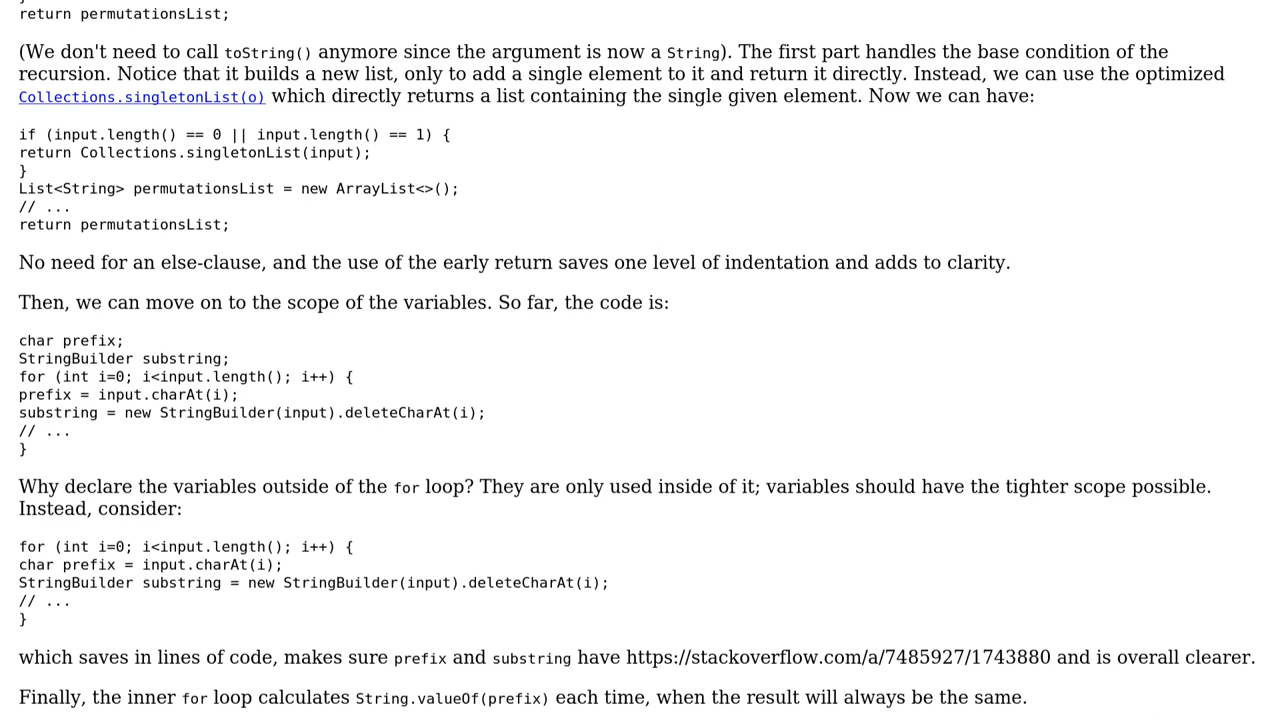 return permutationsList;
(We don't need to call toString() anymore since the argument is now a String). The first part handles the base condition of the
recursion. Notice that it builds a new list, only to add a single element to it and return it directly. Instead, we can use the optimized
Collections.singletonList(o) which directly returns a list containing the single given element. Now we can have:
if (input.length() == 0 || input.length() == 1) {
return Collections.singletonList(input);
}
List<String> permutationsList = new ArrayList<>();
// ...
return permutationsList;
No need for an else-clause, and the use of the early return saves one level of indentation and adds to clarity.
Then, we can move on to the scope of the variables. So far, the code is:
char prefix;
StringBuilder substring;
for (int i=0; i<input.length(); i++) {
prefix = input.charAt(i);
substring = new StringBuilder(input).deleteCharAt(i);
// ...
}
Why declare the variables outside of the for loop? They are only used inside of it; variables should have the tighter scope possible.
Instead, consider:
for (int i=0; i<input.length(); i++) {
char prefix = input.charAt(i);
StringBuilder substring = new StringBuilder(input).deleteCharAt(i);
// ...
}
which saves in lines of code, makes sure prefix and substring have https://stackoverflow.com/a/7485927/1743880 and is overall clearer.
Finally, the inner for loop calculates String.valueOf(prefix) each time, when the result will always be the same.